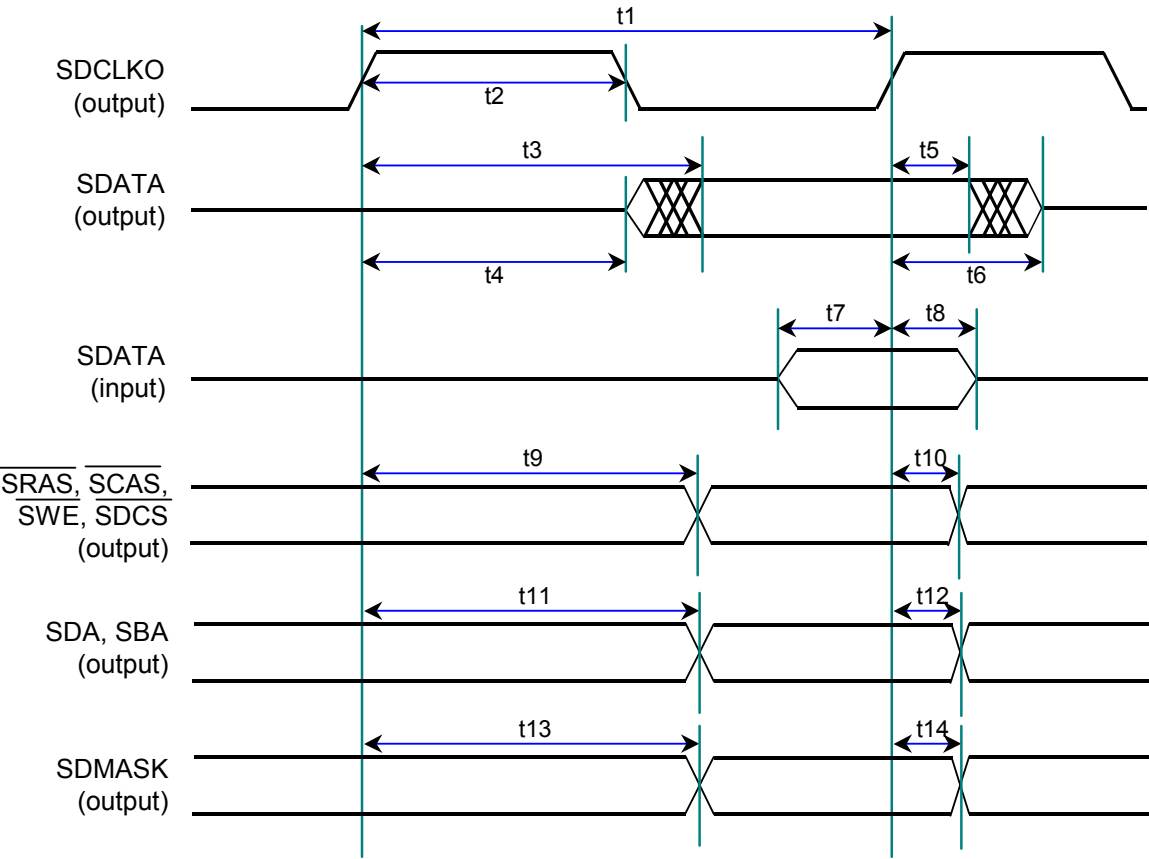 t1
SDCLKO
(output)
t2
t3
t5
SDATA
(output)
t4
t6
t7
t8
SDATA
(input)
t9
t10
SRAS, SCAS,
SWE, SDCS
(output)
t11
t12
SDA, SBA
(output)
t13
t14
SDMASK
(output)